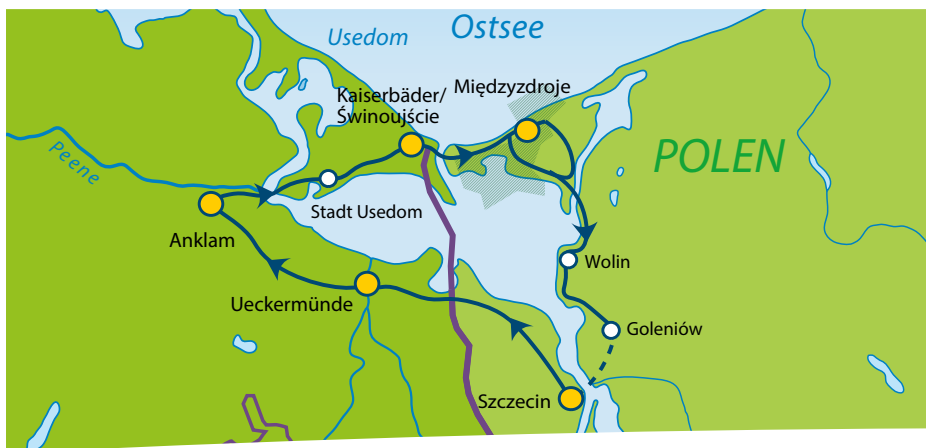 Ostsee
Usedom
Międzyzdroje
Kaiserbäder/
Świnoujście
Peene
POLEN
Stadt Usedom
Anklam
Wolin
Ueckermünde
Goleniów
Szczecin